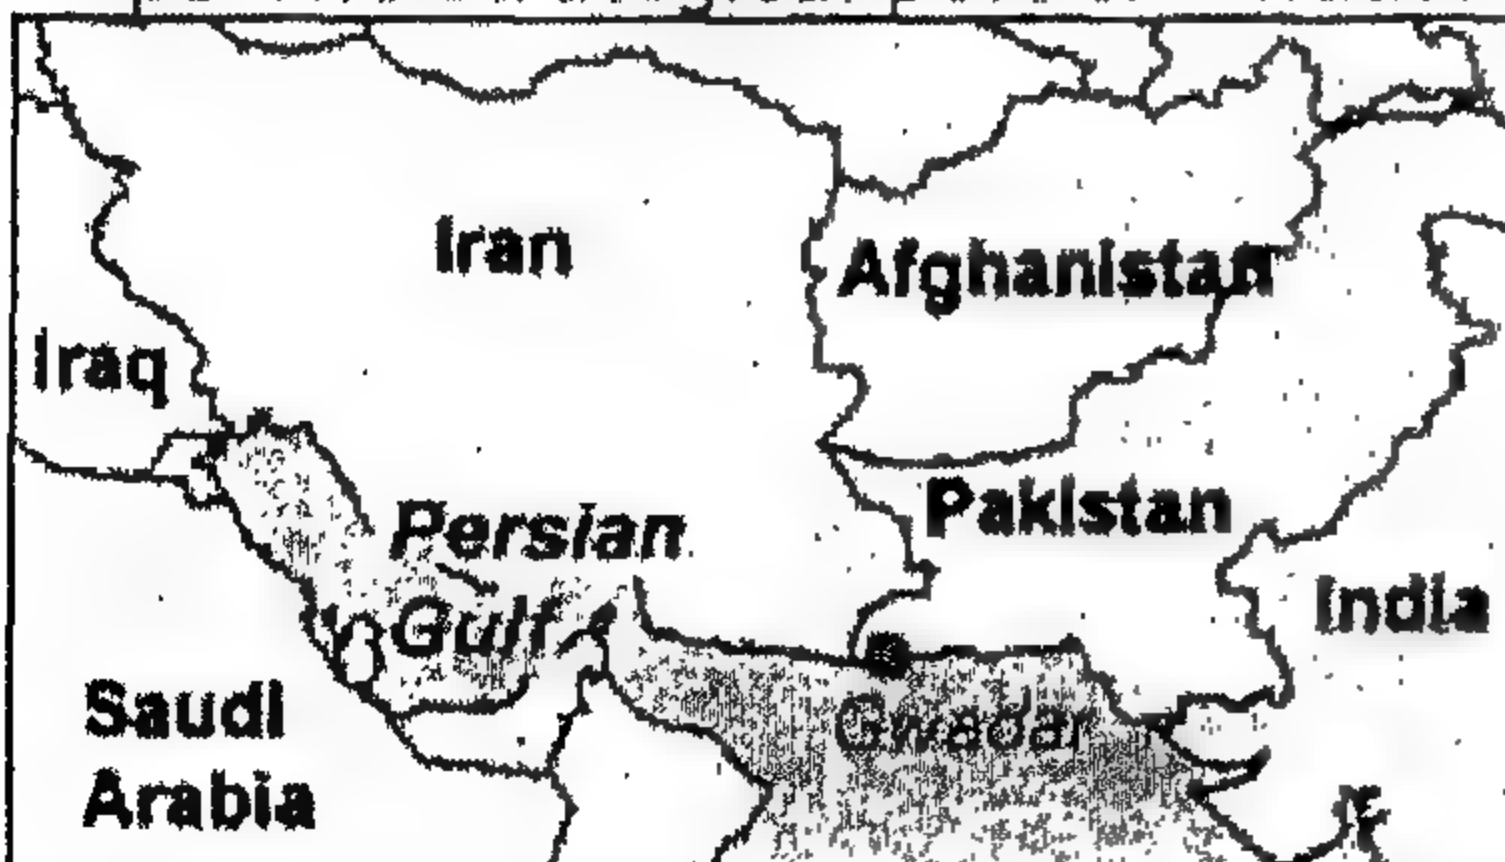 Iran
Afghanistan
Iraq
Persian
Gulf
Pakistan
India
Saudi
Arabia
Gwadar